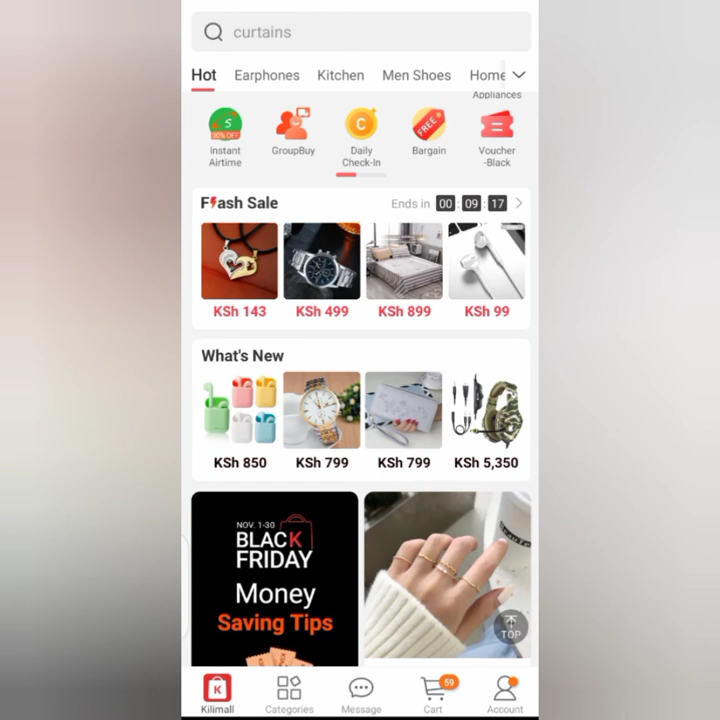 curtains
Hot
Earphones
Kitchen
Men Shoes
Home
Appliances
30% OFF
FREE
Instant
Airtime
GroupBuy
Daily
Check-In
Bargain
Voucher
-Black
Flash Sale
Ends in 00 : 09 : 17
KSh 143
KSh 499
KSh 899
KSh 99
What's New
KSh 850
KSh 799
KSh 799
KSh 5,350
NOV. 1-30
BLACK
FRIDAY
Money
Saving Tips
TOP
59
Kilimall
Categories
Message
Cart
Account